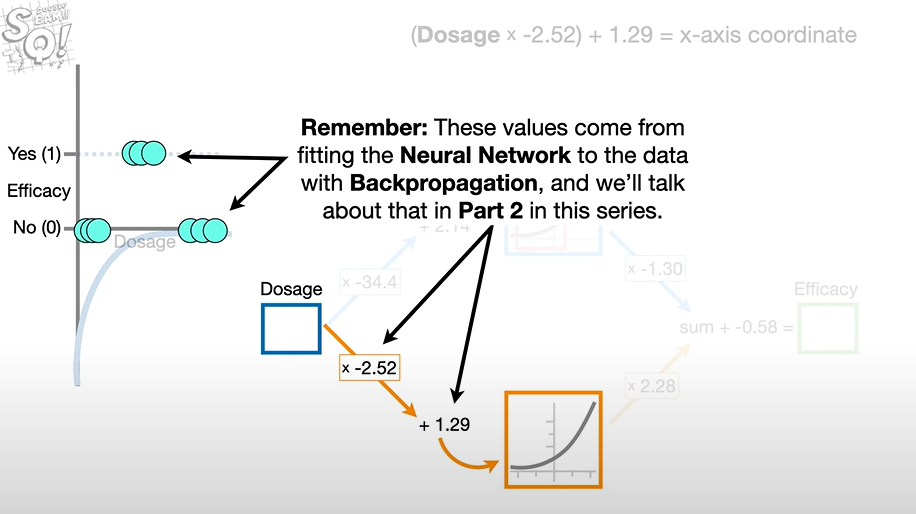 STAT
QUEST!!!
(Dosage x -2.52) + 1.29 = x-axis coordinate
Remember: These values come from
fitting the Neural Network to the data
with Backpropagation, and we’ll talk
about that in Part 2 in this series.
Yes (1)
Efficacy
No (0)
Dosage
+ 2.14
x -34.4
x -1.30
Dosage
Efficacy
sum + -0.58 =
x -2.52
x 2.28
+ 1.29